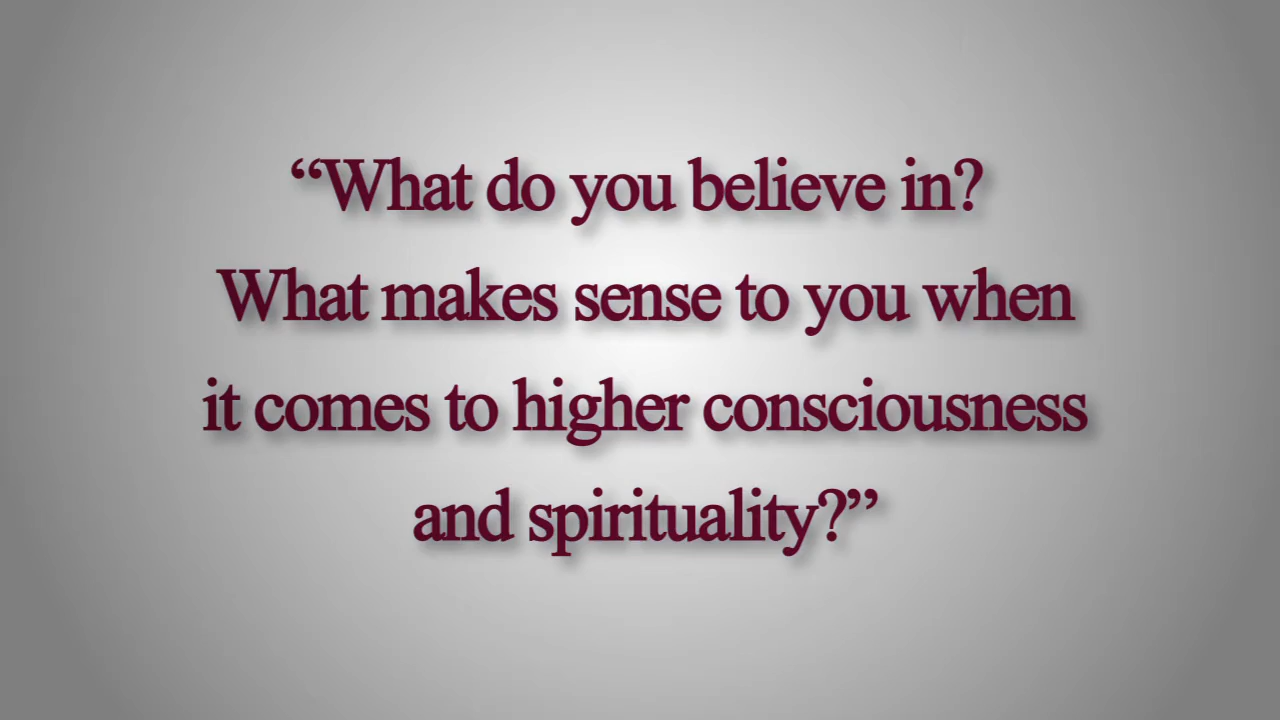 “What do you believe in?
What makes sense to you when
it comes to higher consciousness
and spirituality?”